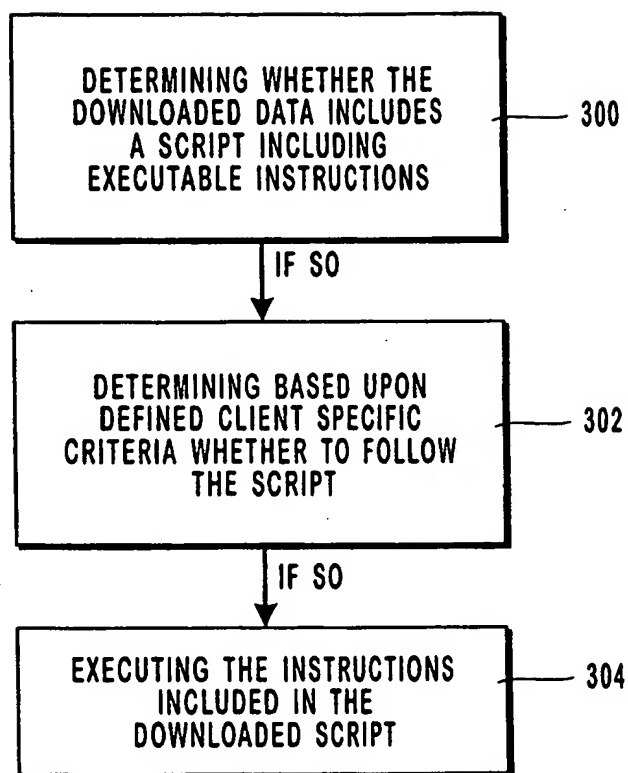 DETERMINING WHETHER THE
DOWNLOADED DATA INCLUDES
A SCRIPT INCLUDING
EXECUTABLE INSTRUCTIONS
300
IF SO
DETERMINING BASED UPON
DEFINED CLIENT SPECIFIC
CRITERIA WHETHER TO FOLLOW
THE SCRIPT
302
IF SO
EXECUTING THE INSTRUCTIONS
INCLUDED IN THE
DOWNLOADED SCRIPT
304